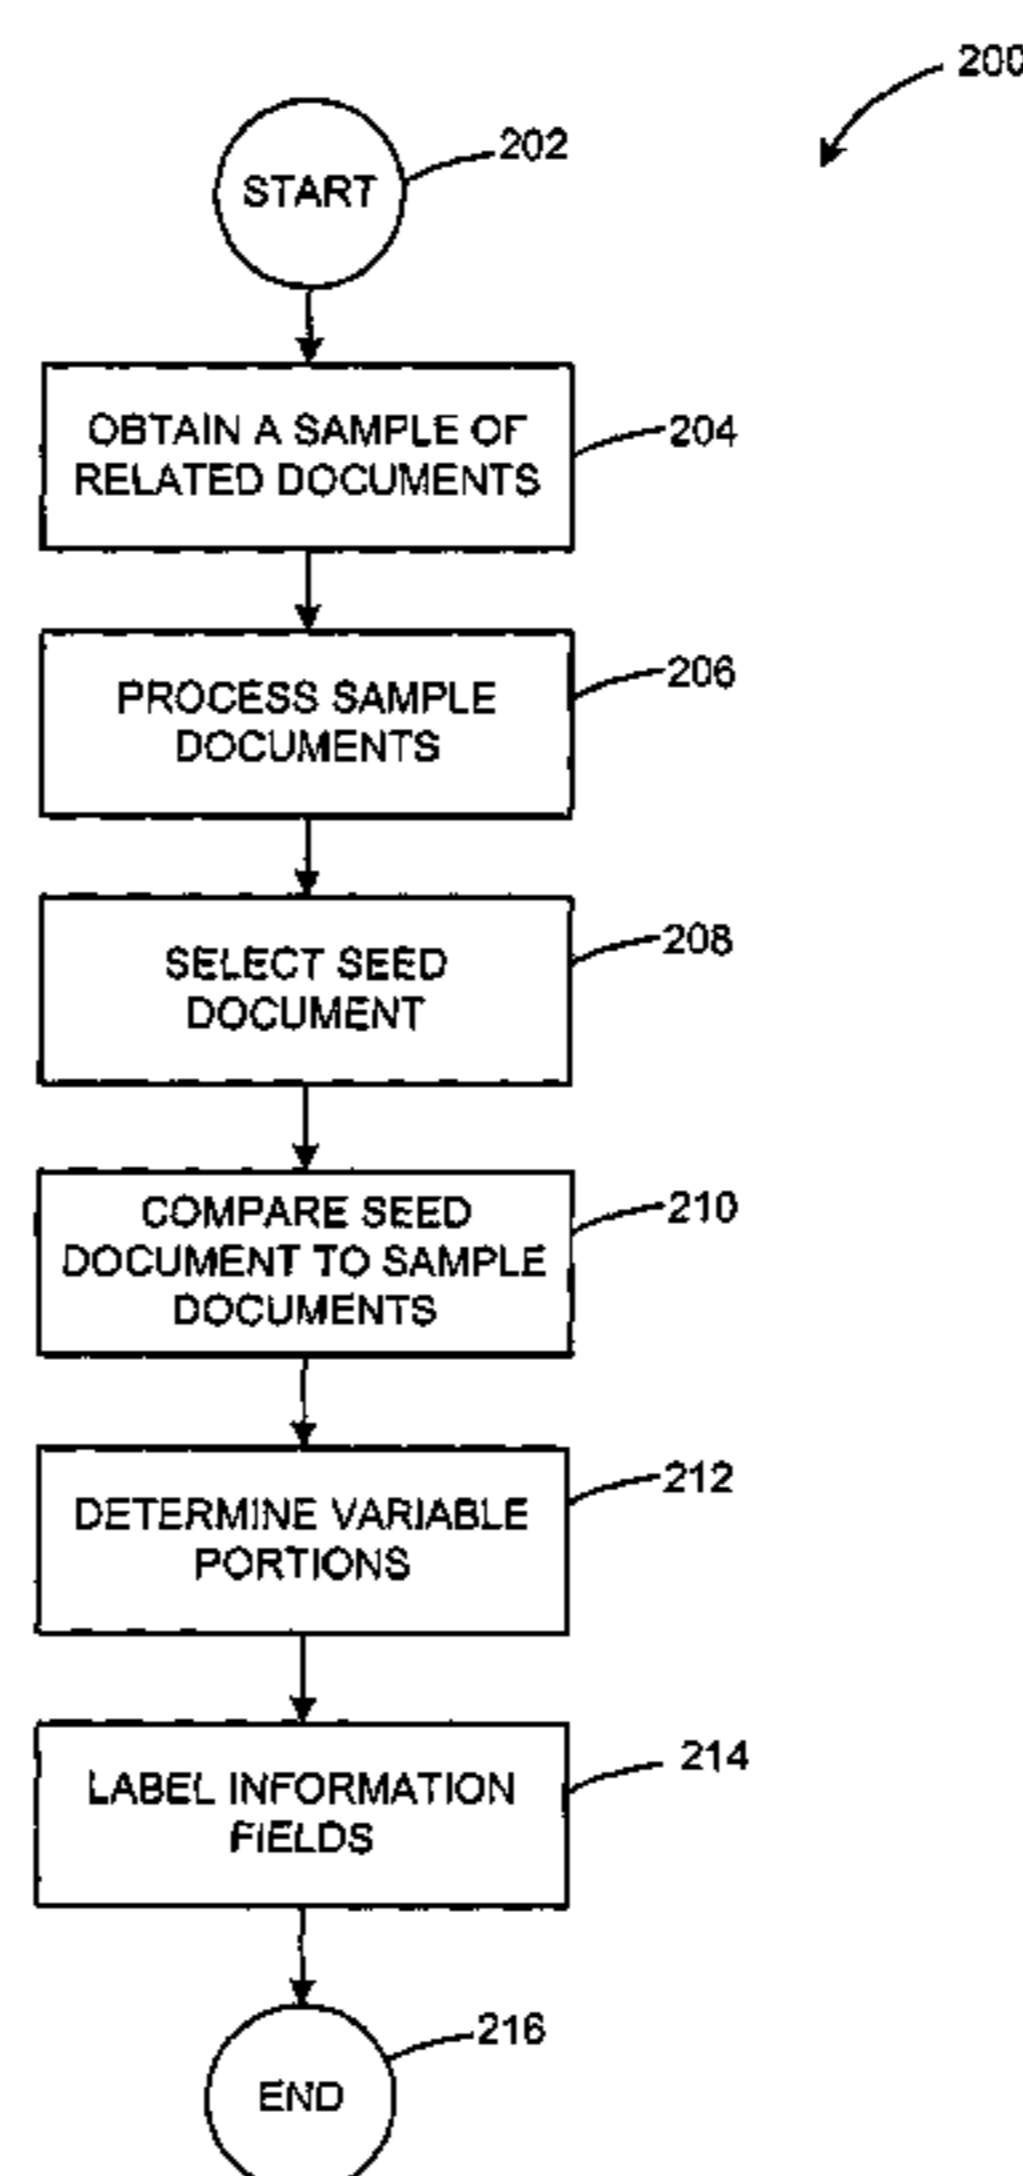 200
202
START
OBTAIN A SAMPLE OF
RELATED DOCUMENTS
204
PROCESS SAMPLE
DOCUMENTS
206
SELECT SEED
DOCUMENT
208
COMPARE SEED
DOCUMENT TO SAMPLE
DOCUMENTS
210
DETERMINE VARIABLE
PORTIONS
212
LABEL INFORMATION
FIELDS
214
216
END